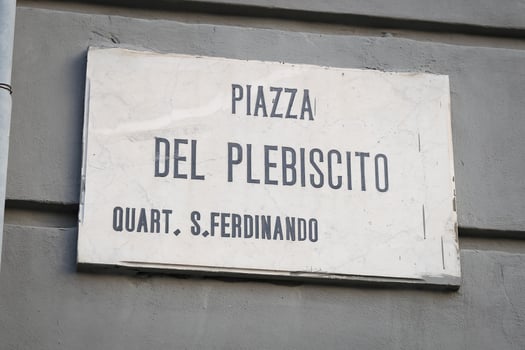 PIAZZA
DEL PLEBISCITO
QUART. S.FERDINANDO